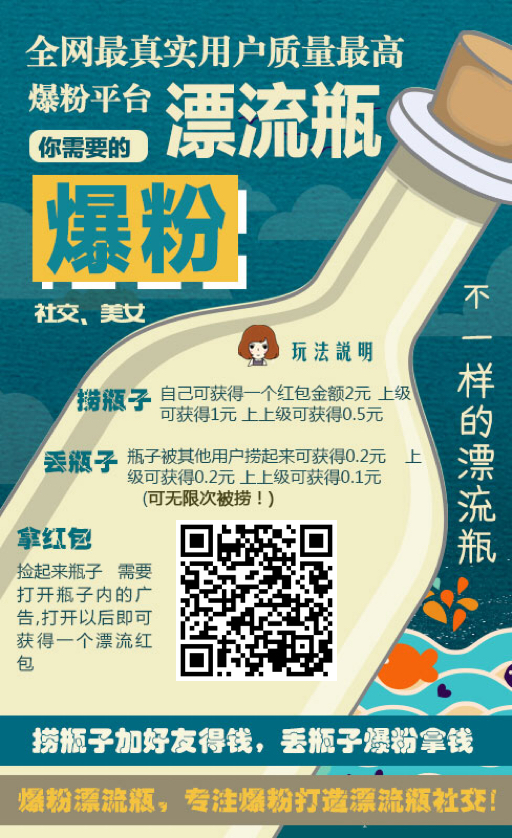 全网最真实用户质量最高
爆粉平台 漂流瓶
你需要的
爆粉
社交、美女
不一样的漂流瓶
玩法説明
捞瓶子 自己可获得一个红包金额2元 上级
可获得1元 上上级可获得0.5元
丢瓶子 瓶子被其他用户捞起来可获得0.2元 上
级可获得0.2元 上上级可获得0.1元
(可无限次被捞！)
拿红包
捡起来瓶子 需要
打开瓶子内的广
告,打开以后即可
获得一个漂流红
包
捞瓶子加好友得钱，丢瓶子爆粉拿钱
爆粉漂流瓶，专注爆粉打造漂流瓶社交！